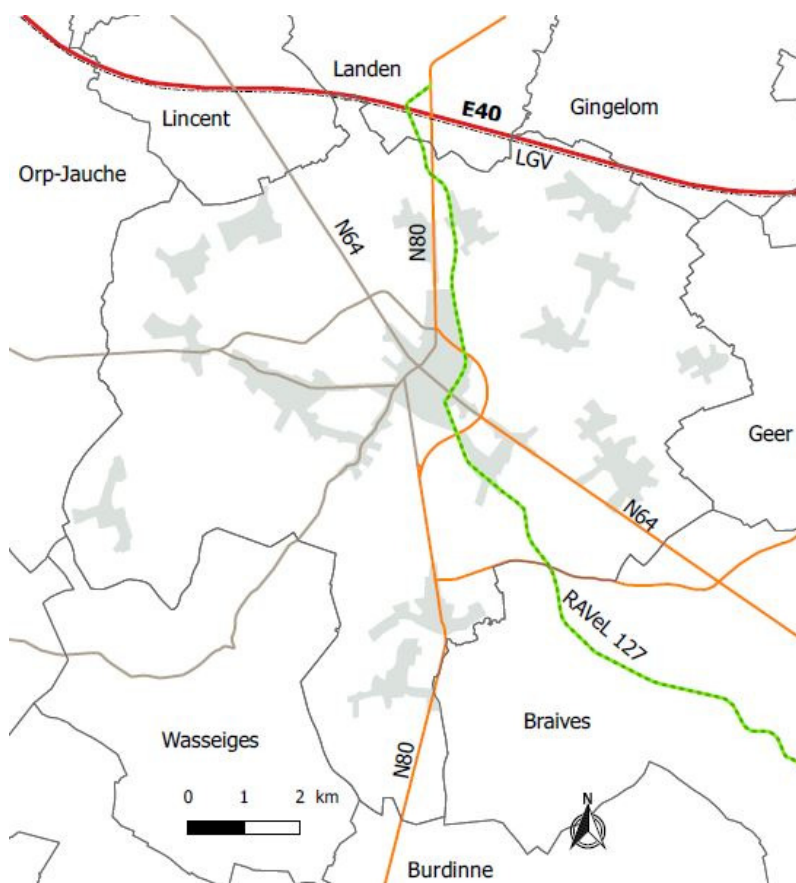 Landen
E40
Gingelom
Lincent
LGV
Orp-Jauche
N64
N80
Geer
N64
RAVeL 127
Braives
Wasseiges
N80
0 1 2 km
N
Burdinne